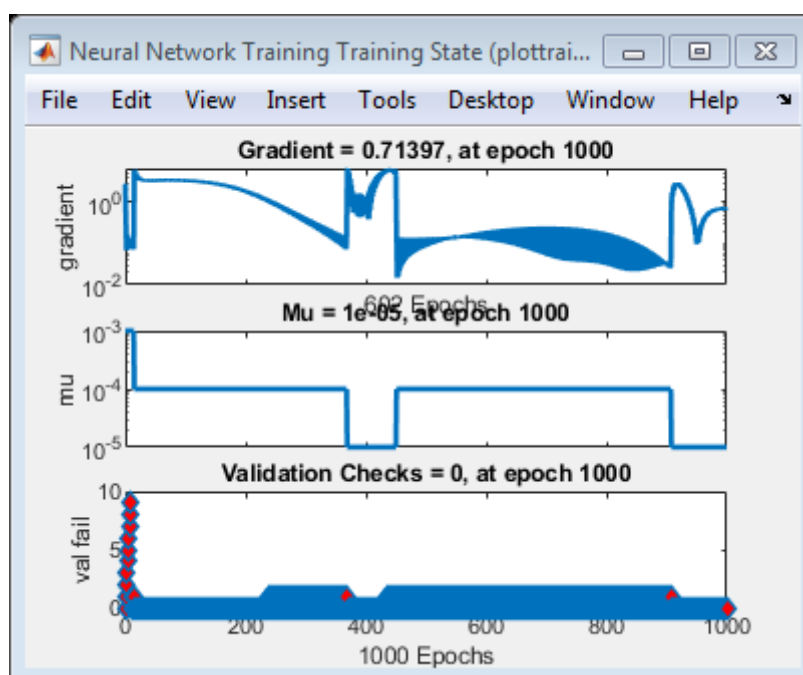 Neural Network Training Training State (plottrai...
File Edit View Insert Tools Desktop Window Help
Gradient = 0.71397, at epoch 1000
gradient
10^0
10^-2
602 Epochs
Mu = 1e-05, at epoch 1000
mu
10^-3
10^-4
10^-5
Validation Checks = 0, at epoch 1000
val fail
10
5
0
0 200 400 600 800 1000
1000 Epochs